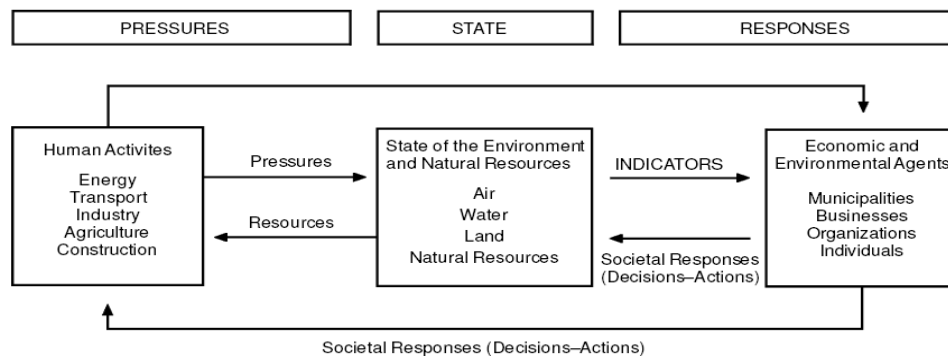 PRESSURES
STATE
RESPONSES
Human Activites
Energy
Transport
Industry
Agriculture
Construction
Pressures
Resources
State of the Environment
and Natural Resources
Air
Water
Land
Natural Resources
INDICATORS
Societal Responses
(Decisions–Actions)
Economic and
Environmental Agents
Municipalities
Businesses
Organizations
Individuals
Societal Responses (Decisions–Actions)